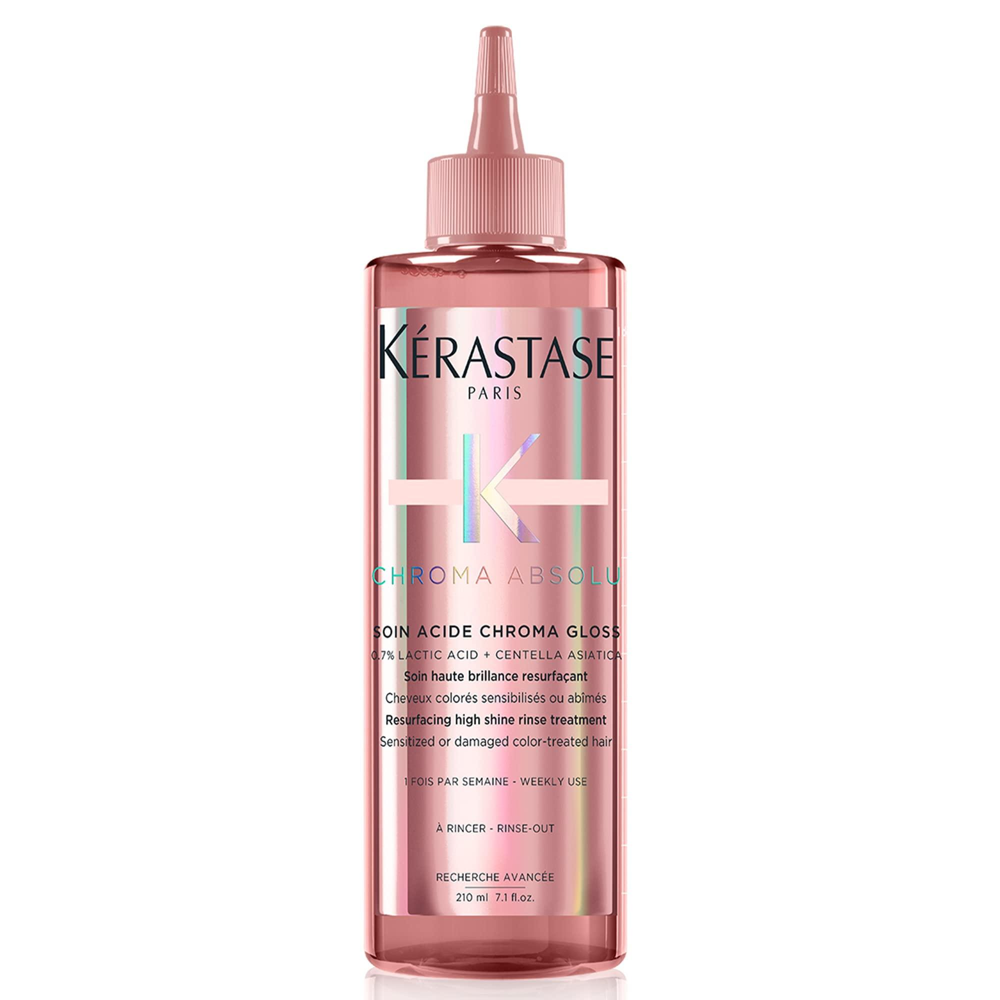 KÉRASTASE
PARIS
K
CHROMA ABSOLU
SOIN ACIDE CHROMA GLOSS
0.7% LACTIC ACID + CENTELLA ASIATICA
Soin haute brillance resurfaçant
Cheveux colorés sensibilisés ou abîmés
Resurfacing high shine rinse treatment
Sensitized or damaged color-treated hair
1 FOIS PAR SEMAINE - WEEKLY USE
À RINCER - RINSE-OUT
RECHERCHE AVANCÉE
210 ml 7.1 fl.oz.